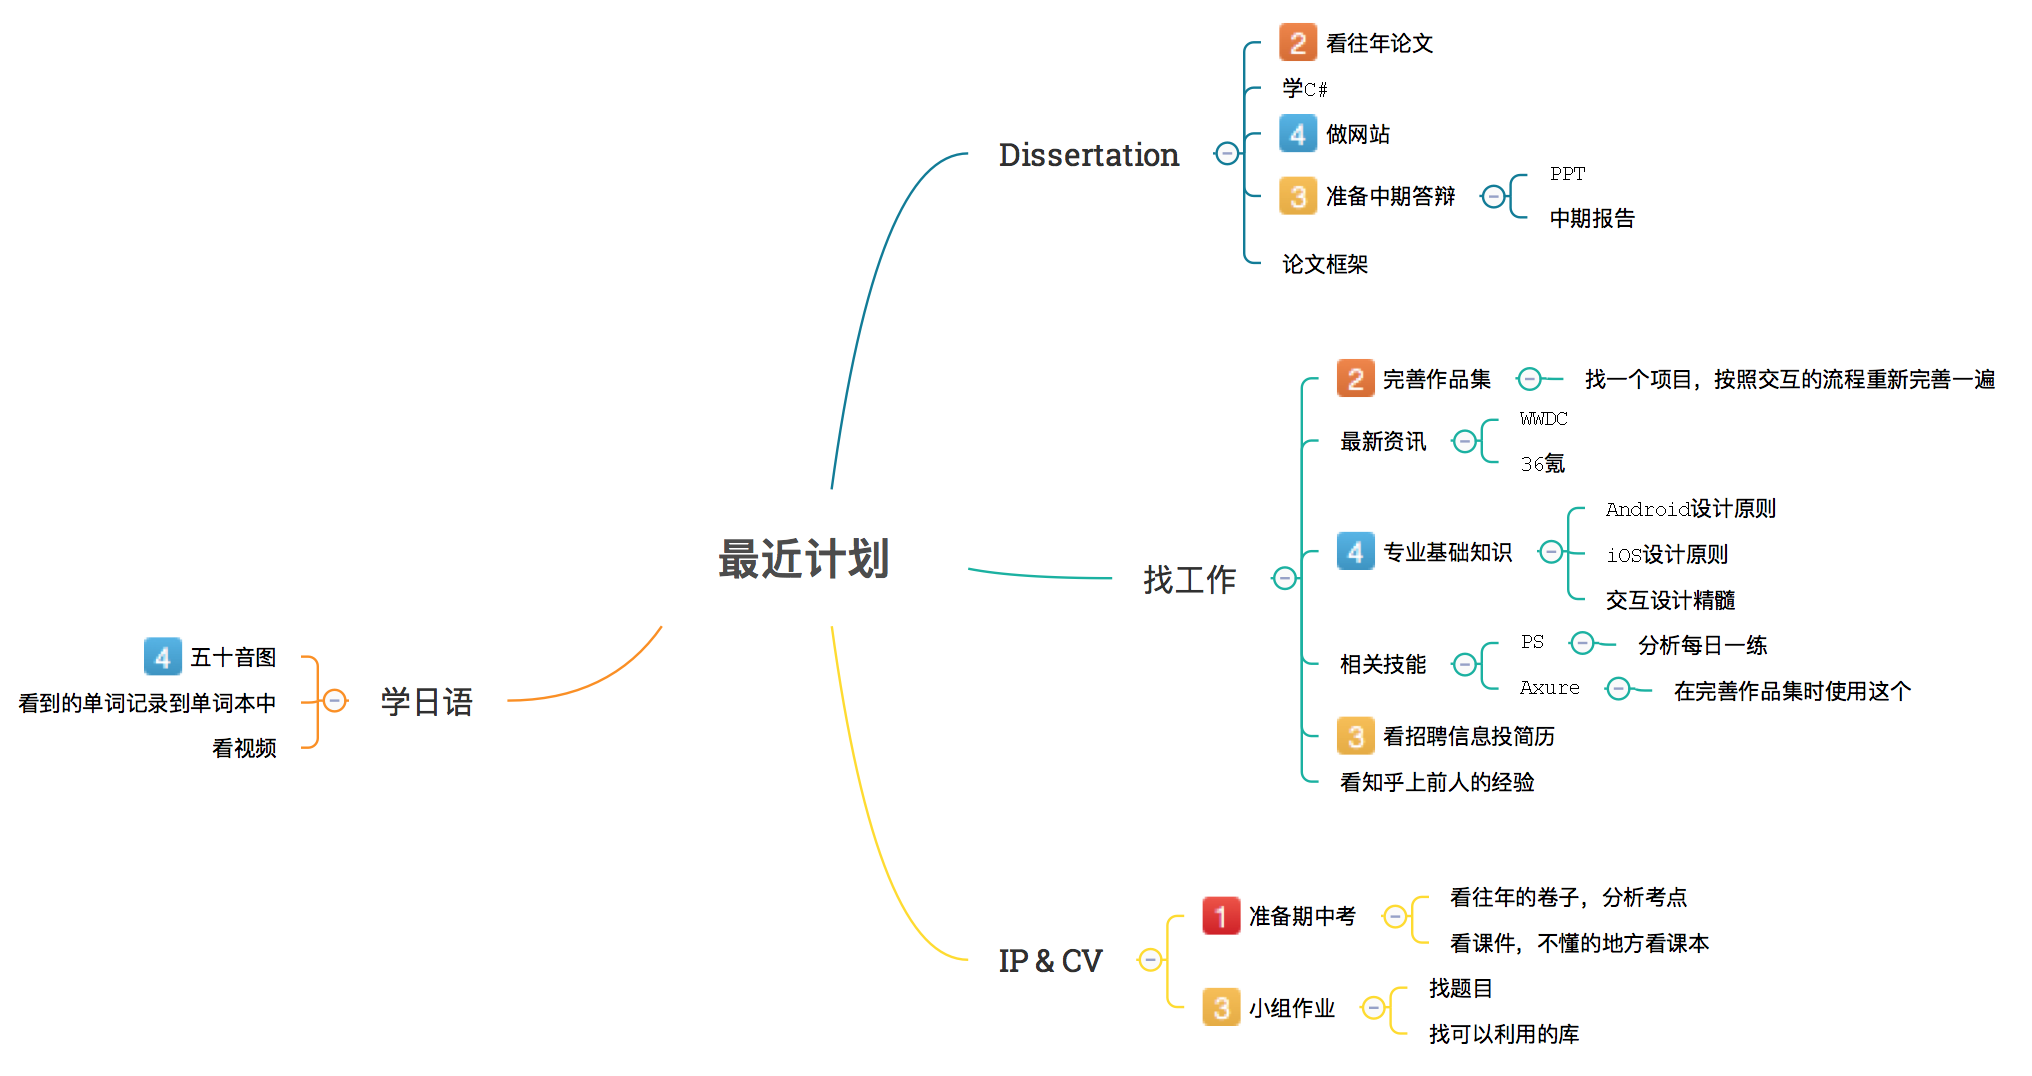 最近计划
Dissertation
2 看往年论文
学C#
4 做网站
3 准备中期答辩
PPT
中期报告
论文框架
找工作
2 完善作品集
找一个项目，按照交互的流程重新完善一遍
最新资讯
WWDC
36氪
4 专业基础知识
Android设计原则
iOS设计原则
交互设计精髓
相关技能
PS
分析每日一练
Axure
在完善作品集时使用这个
3 看招聘信息投简历
看知乎上前人的经验
IP & CV
1 准备期中考
看往年的卷子，分析考点
看课件，不懂的地方看课本
3 小组作业
找题目
找可以利用的库
学日语
4 五十音图
看到的单词记录到单词本中
看视频